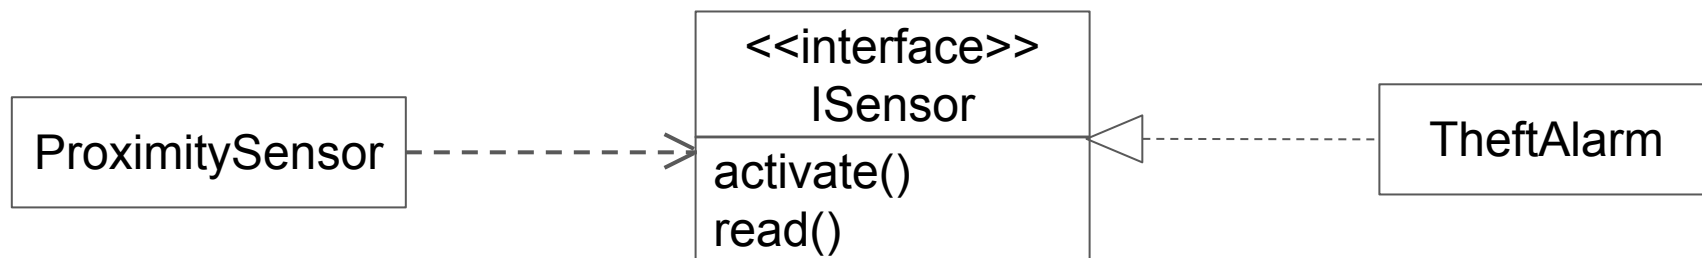 ProximitySensor
<<interface>>
ISensor
activate()
read()
TheftAlarm